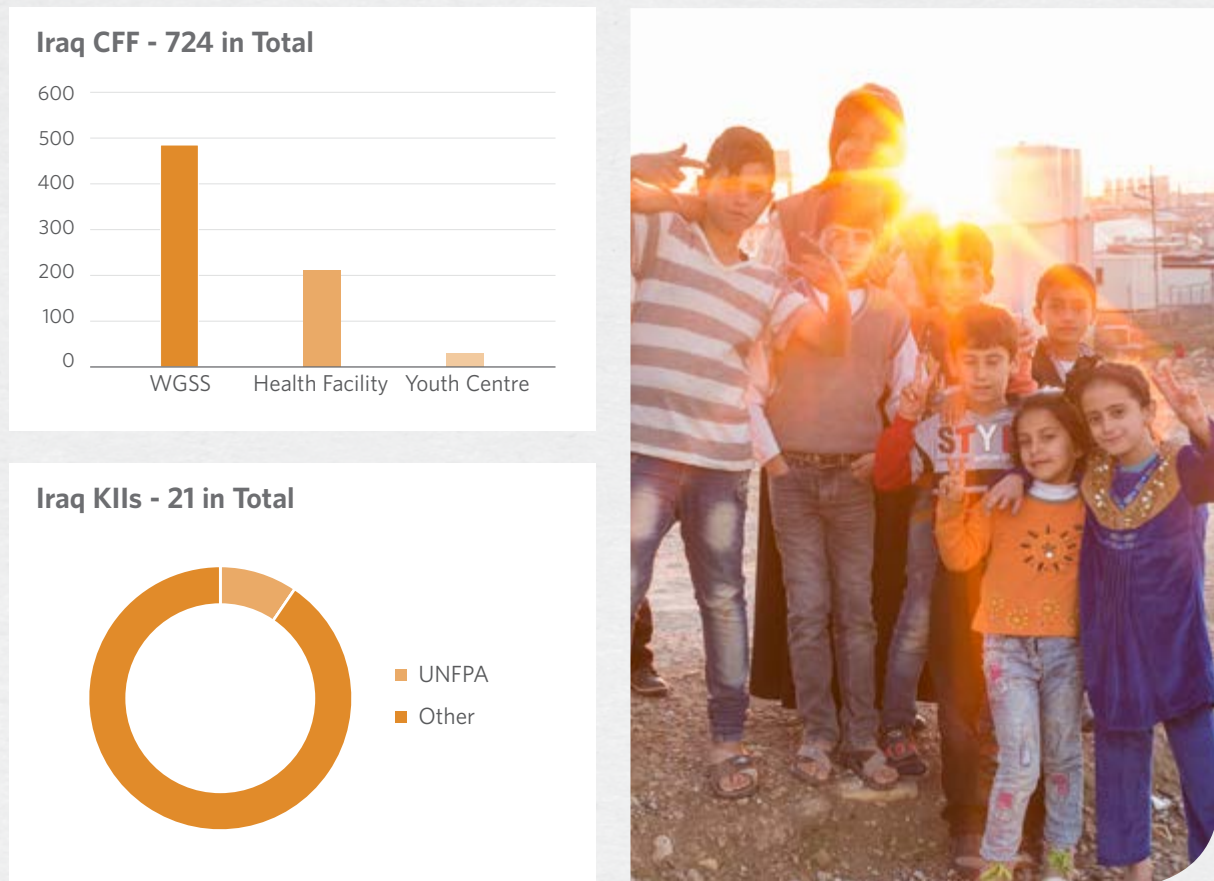 Iraq CFF - 724 in Total
600
500
400
300
200
100
0
WGSS Health Facility Youth Centre
Iraq KIIs - 21 in Total
UNFPA
Other